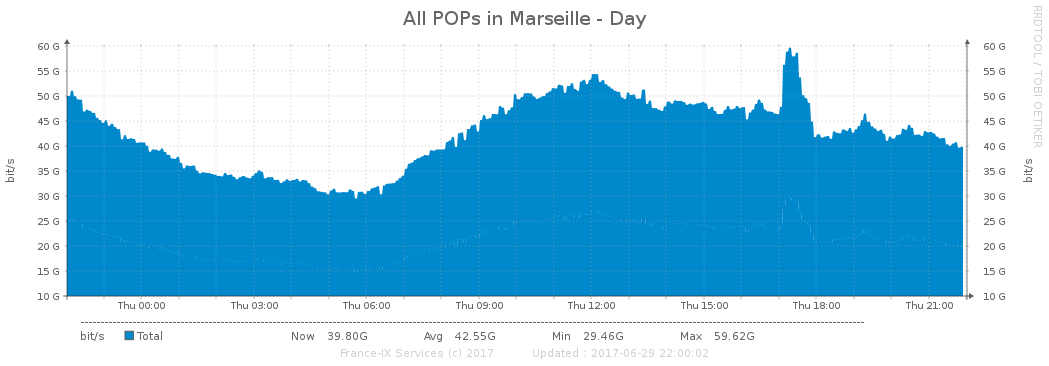 All POPs in Marseille - Day
RRDTOOL / TOBI OETIKER
60 G 60 G
55 G 55 G
50 G 50 G
45 G 45 G
40 G 40 G
35 G 35 G
30 G 30 G
25 G 25 G
20 G 20 G
15 G 15 G
10 G 10 G
bit/s
bit/s
Thu 00:00 Thu 03:00 Thu 06:00 Thu 09:00 Thu 12:00 Thu 15:00 Thu 18:00 Thu 21:00
bit/s Total Now 39.80G Avg 42.55G Min 29.46G Max 59.62G
France-IX Services (c) 2017 Updated : 2017-06-29 22:00:02